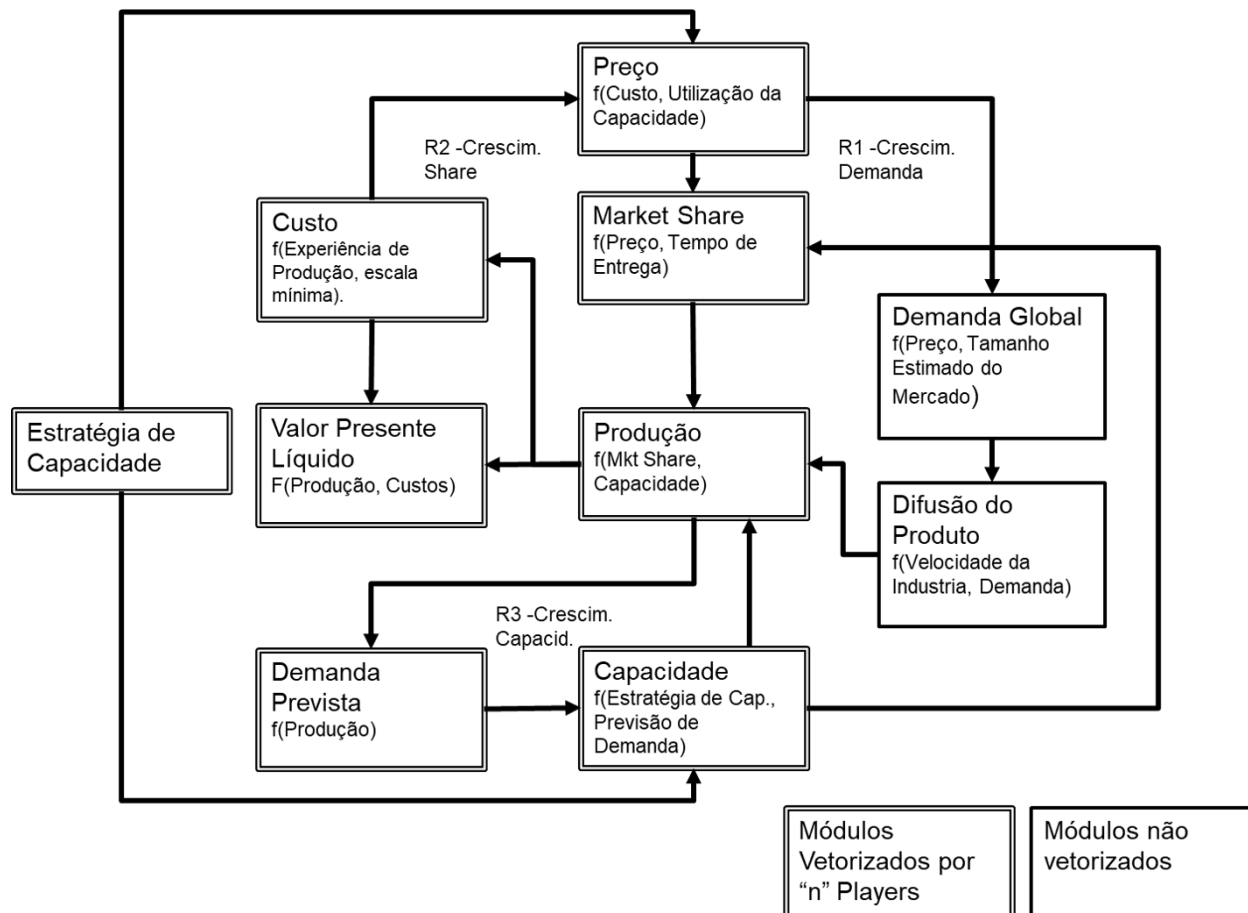 Preço
f(Custo, Utilização da
Capacidade)
R2 -Crescim.
Share
R1 -Crescim.
Demanda
Custo
f(Experiência de
Produção, escala
mínima).
Market Share
f(Preço, Tempo de
Entrega)
Demanda Global
f(Preço, Tamanho
Estimado do
Mercado)
Estratégia de
Capacidade
Valor Presente
Líquido
F(Produção, Custos)
Produção
f(Mkt Share,
Capacidade)
Difusão do
Produto
f(Velocidade da
Industria, Demanda)
R3 -Crescim.
Capacid.
Demanda
Prevista
f(Produção)
Capacidade
f(Estratégia de Cap.,
Previsão de
Demanda)
Módulos
Vetorizados por
“n” Players
Módulos não
vetorizados